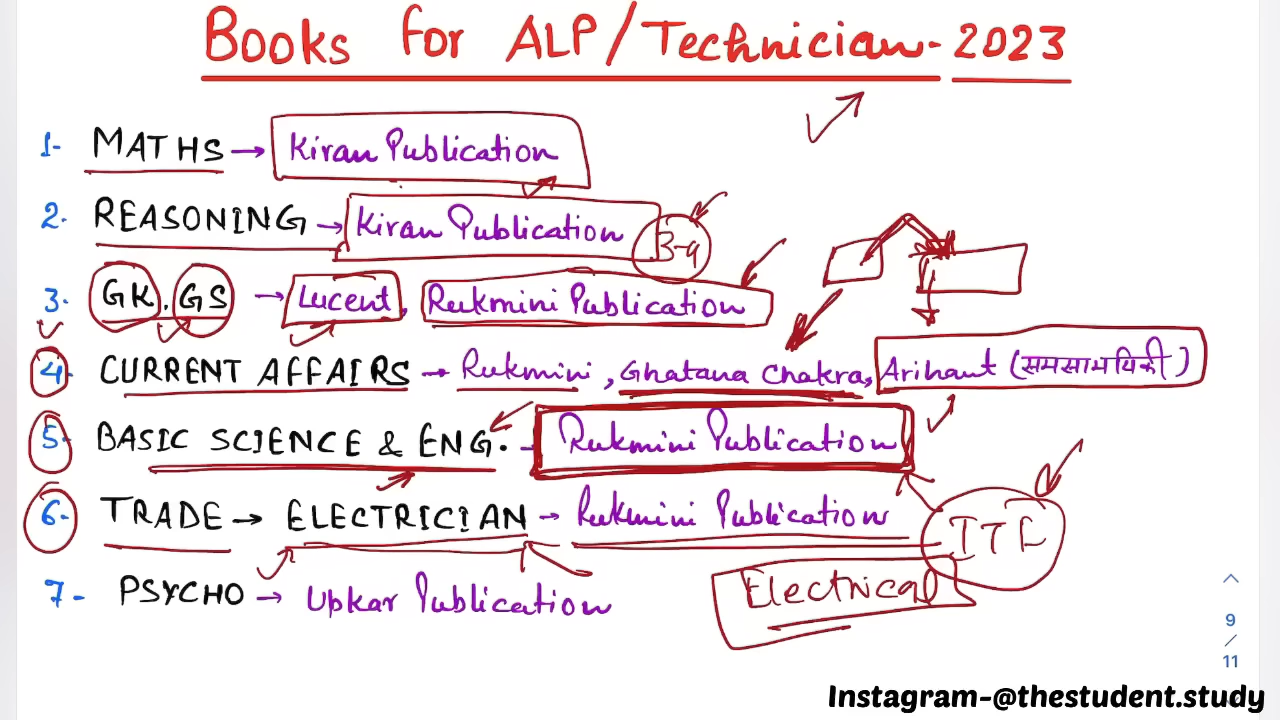 Books for ALP/Technician-2023
1- MATHS → Kiran Publication
2- REASONING → Kiran Publication 3-4
3- GK, GS → Lucent, Rukmini Publication
4- CURRENT AFFAIRS → Rukmini, Ghatana Chakra, Arihant (समसामयिकी)
5- BASIC SCIENCE & ENG. - Rukmini Publication
6- TRADE → ELECTRICIAN → Rukmini Publication ITI
Electrical
7- PSYCHO → Upkar Publication
9
/
11
Instagram-@thestudent.study